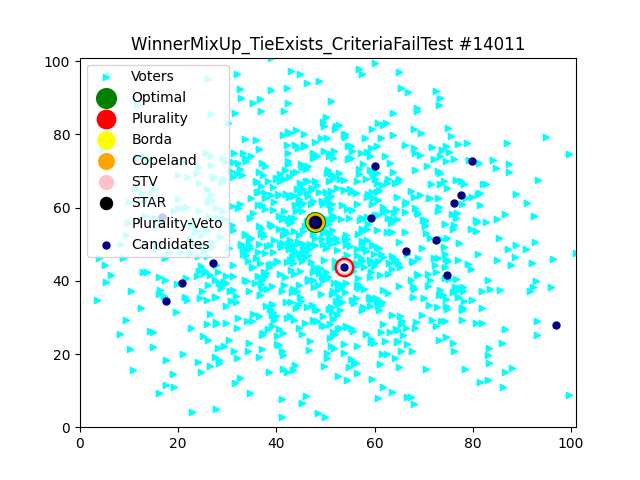 WinnerMixUp_TieExists_CriteriaFailTest #14011
100
80
60
40
20
0
Voters
Optimal
Plurality
Borda
Copeland
STV
STAR
Plurality-Veto
Candidates
0 20 40 60 80 100